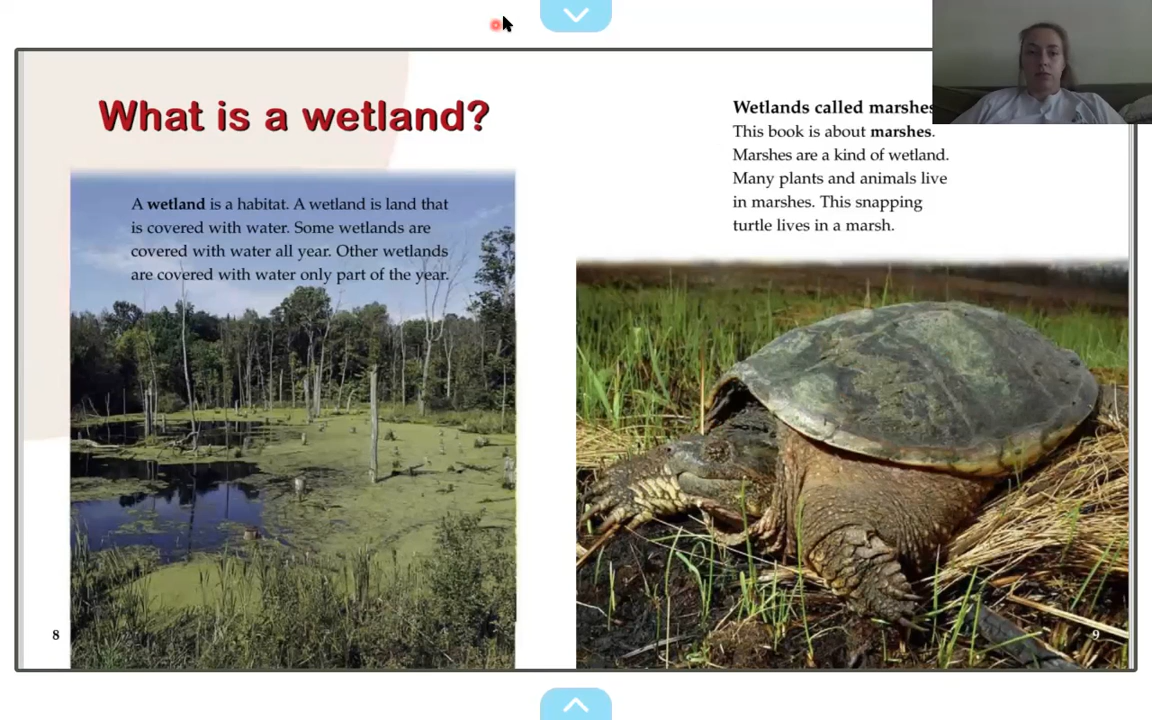 What is a wetland?
A wetland is a habitat. A wetland is land that
is covered with water. Some wetlands are
covered with water all year. Other wetlands
are covered with water only part of the year.
8
Wetlands called marshes
This book is about marshes.
Marshes are a kind of wetland.
Many plants and animals live
in marshes. This snapping
turtle lives in a marsh.
9